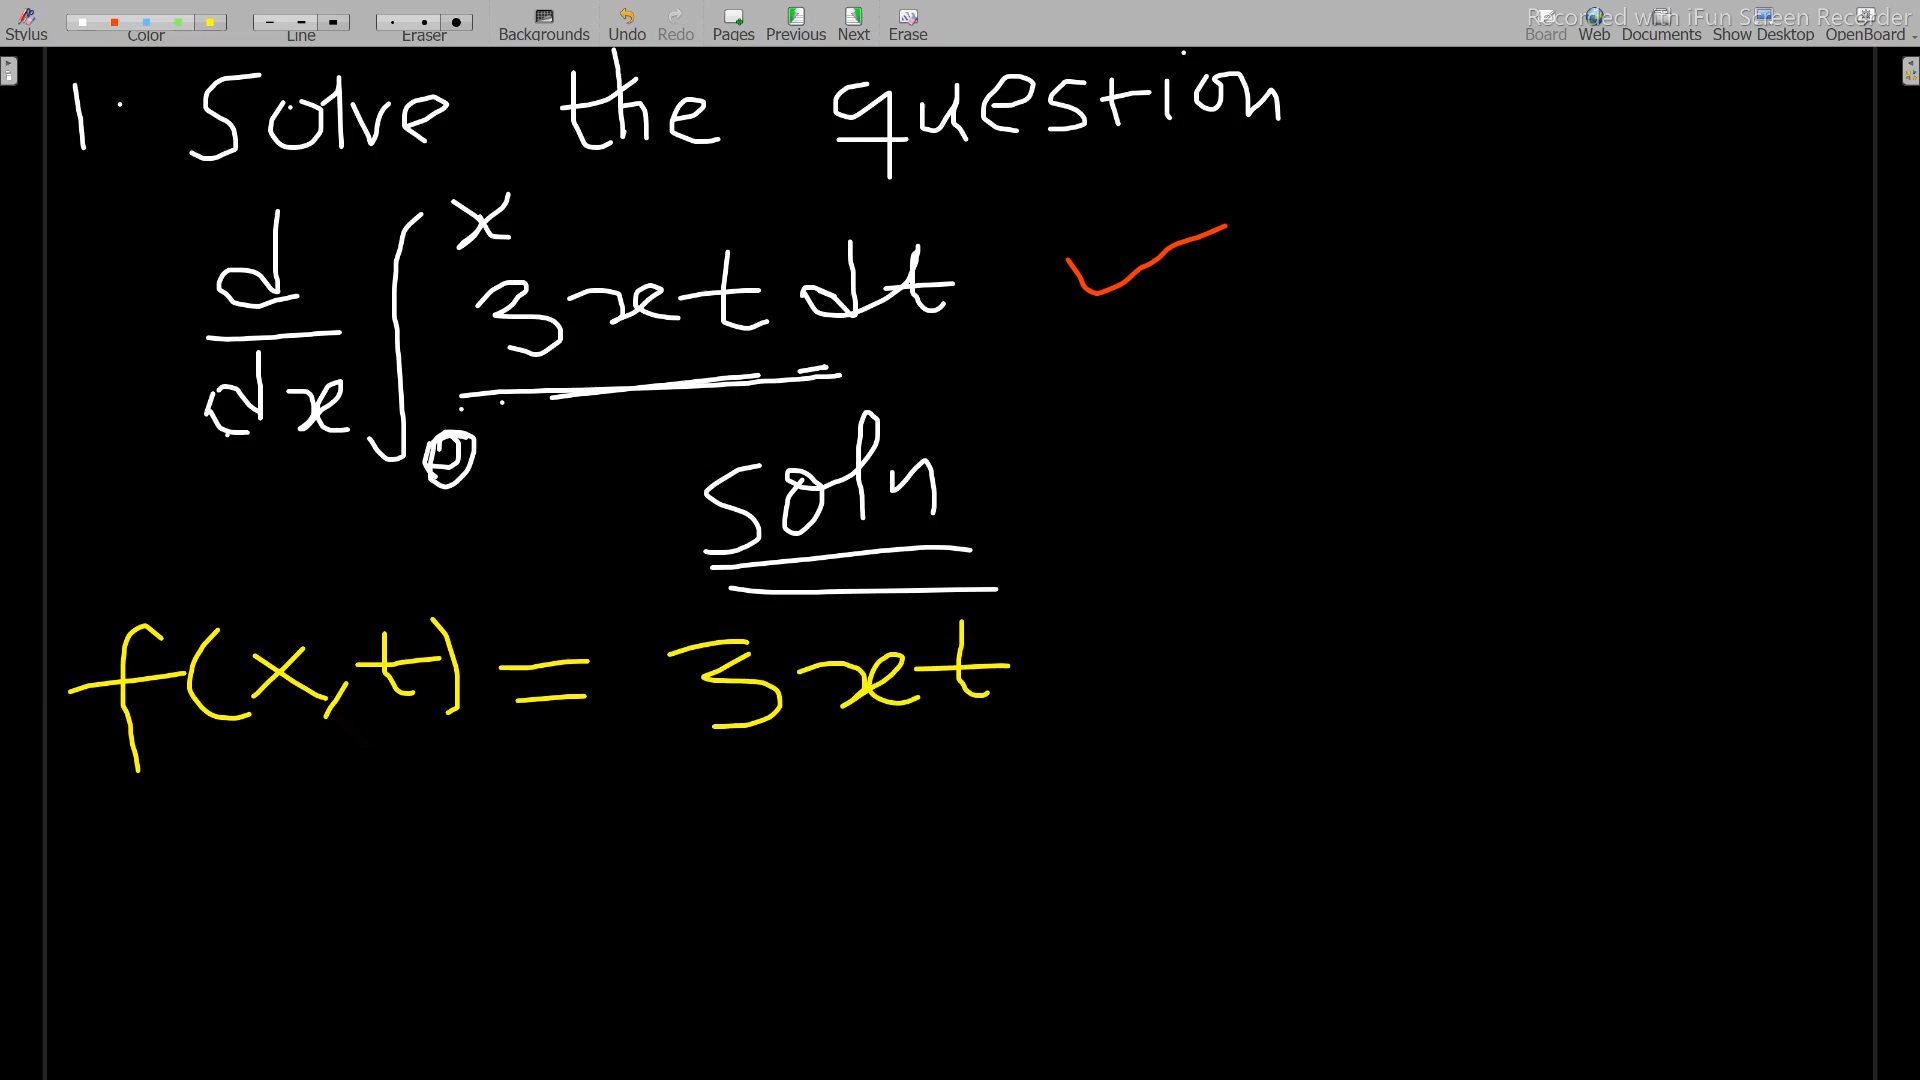 Recorded with iFun Screen Recorder
Stylus Color Line Eraser Backgrounds Undo Redo Pages Previous Next Erase Board Web Documents Show Desktop OpenBoard
1. Solve the question
d/dx ∫₀ˣ 3xt dt
soln
f(x,t) = 3xt